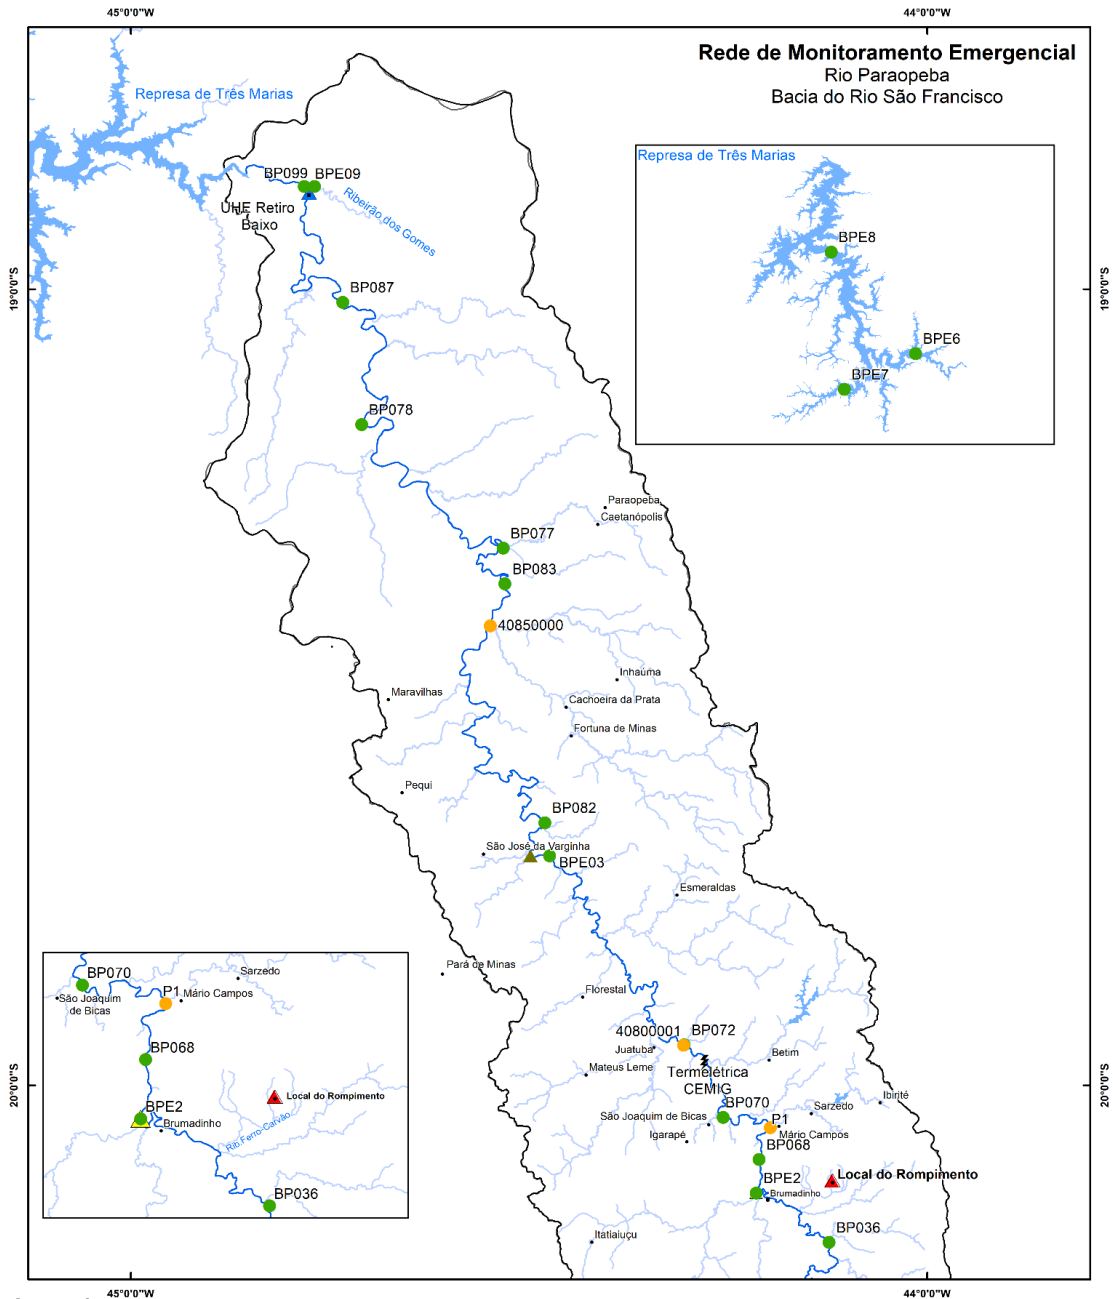 45°0'0"W
44°0'0"W
Rede de Monitoramento Emergencial
Rio Paraopeba
Bacia do Rio São Francisco
Represa de Três Marias
Represa de Três Marias
BP099
BPE09
Ribeirão dos Gomes
UHE Retiro
Baixo
BPE8
19°0'0"S
19°0'0"S
BP087
BPE6
BPE7
BP078
Paraopeba
Caetanópolis
BP077
BP083
40850000
Inhaúma
Maravilhas
Cachoeira da Prata
Fortuna de Minas
Pequi
BP082
São José da Varginha
BPE03
Esmeraldas
Pará de Minas
Florestal
BP070
Sarzedo
São Joaquim
de Bicas
P1
Mário Campos
BP068
Local do Rompimento
BPE2
Brumadinho
Rib Ferro-Carvão
BP036
40800001
BP072
Juatuba
Betim
Mateus Leme
Termelétrica
CEMIG
20°0'0"S
20°0'0"S
Ibirité
BP070
Sarzedo
São Joaquim de Bicas
P1
Mário Campos
Igarapé
BP068
Local do Rompimento
BPE2
Brumadinho
BP036
Itatiaiuçu
45°0'0"W
44°0'0"W